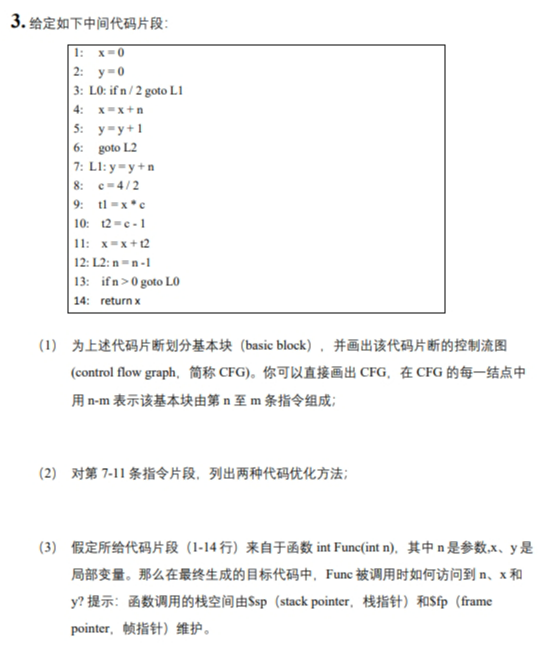 3. 给定如下中间代码片段：
1: x = 0
2: y = 0
3: L0: if n / 2 goto L1
4: x = x + n
5: y = y + 1
6: goto L2
7: L1: y = y + n
8: c = 4 / 2
9: t1 = x * c
10: t2 = c - 1
11: x = x + t2
12: L2: n = n -1
13: if n > 0 goto L0
14: return x
(1) 为上述代码片断划分基本块（basic block），并画出该代码片断的控制流图
(control flow graph，简称 CFG)。你可以直接画出 CFG，在 CFG 的每一结点中
用 n-m 表示该基本块由第 n 至 m 条指令组成；
(2) 对第 7-11 条指令片段，列出两种代码优化方法；
(3) 假定所给代码片段（1-14 行）来自于函数 int Func(int n)，其中 n 是参数,x、y 是
局部变量。那么在最终生成的目标代码中，Func 被调用时如何访问到 n、x 和
y? 提示：函数调用的栈空间由$sp（stack pointer，栈指针）和$fp（frame
pointer，帧指针）维护。